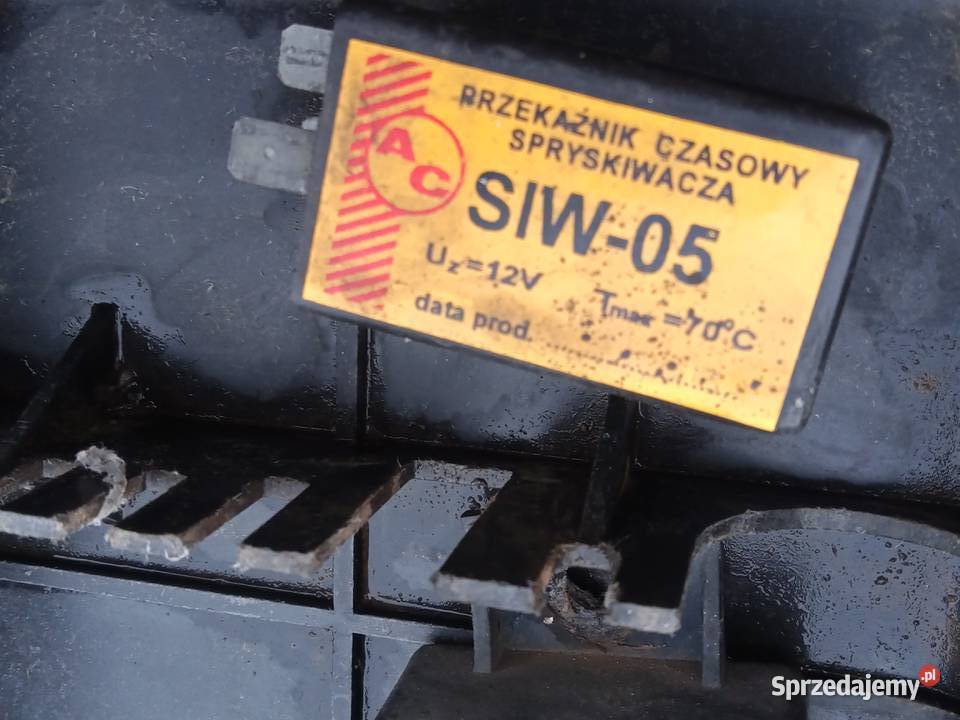 AC
PRZEKAŹNIK CZASOWY
SPRYSKIWACZA
SIW-05
Uz=12V Tmax=70°C
data prod. ..............................
Sprzedajemy.pl